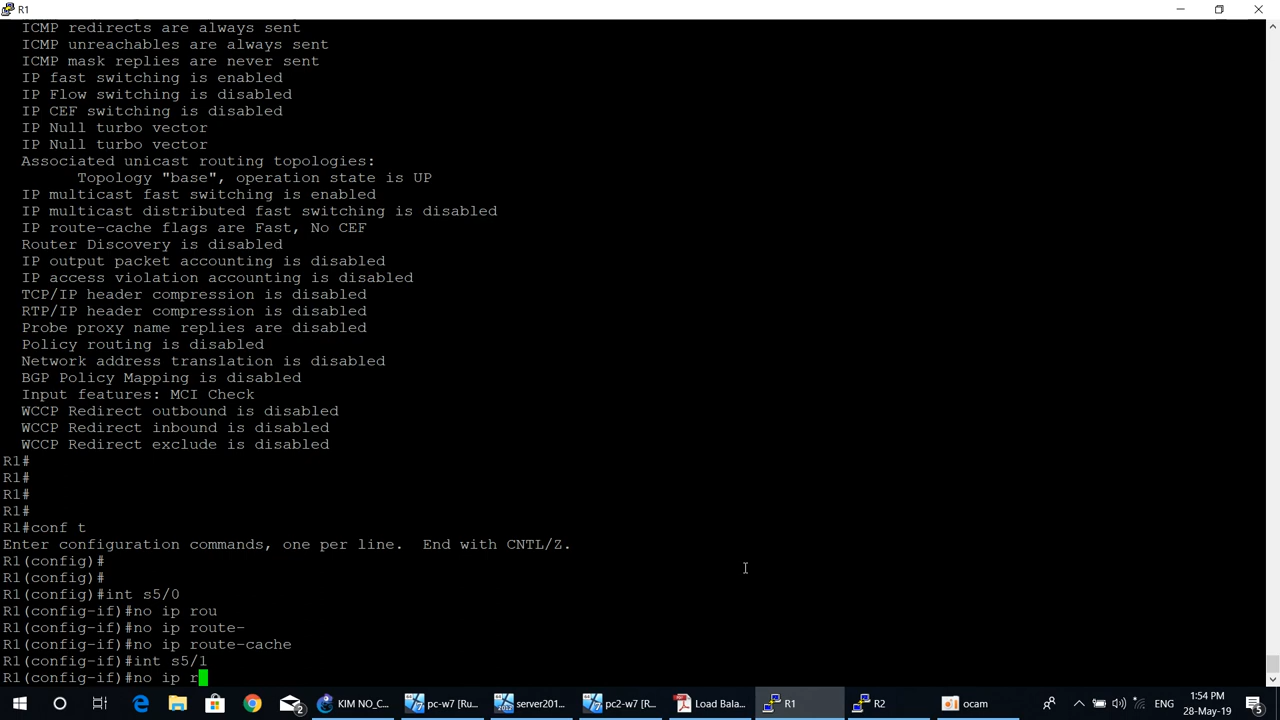 R1
ICMP redirects are always sent
ICMP unreachables are always sent
ICMP mask replies are never sent
IP fast switching is enabled
IP Flow switching is disabled
IP CEF switching is disabled
IP Null turbo vector
IP Null turbo vector
Associated unicast routing topologies:
Topology "base", operation state is UP
IP multicast fast switching is enabled
IP multicast distributed fast switching is disabled
IP route-cache flags are Fast, No CEF
Router Discovery is disabled
IP output packet accounting is disabled
IP access violation accounting is disabled
TCP/IP header compression is disabled
RTP/IP header compression is disabled
Probe proxy name replies are disabled
Policy routing is disabled
Network address translation is disabled
BGP Policy Mapping is disabled
Input features: MCI Check
WCCP Redirect outbound is disabled
WCCP Redirect inbound is disabled
WCCP Redirect exclude is disabled
R1#
R1#
R1#
R1#
R1#conf t
Enter configuration commands, one per line.  End with CNTL/Z.
R1(config)#
R1(config)#
R1(config)#int s5/0
R1(config-if)#no ip rou
R1(config-if)#no ip route-
R1(config-if)#no ip route-cache
R1(config-if)#int s5/1
R1(config-if)#no ip r
2 KIM NO_C... pc-w7 [Ru... server201... pc2-w7 [R... Load Bala... R1 R2 ocam ENG 1:54 PM 28-May-19 5